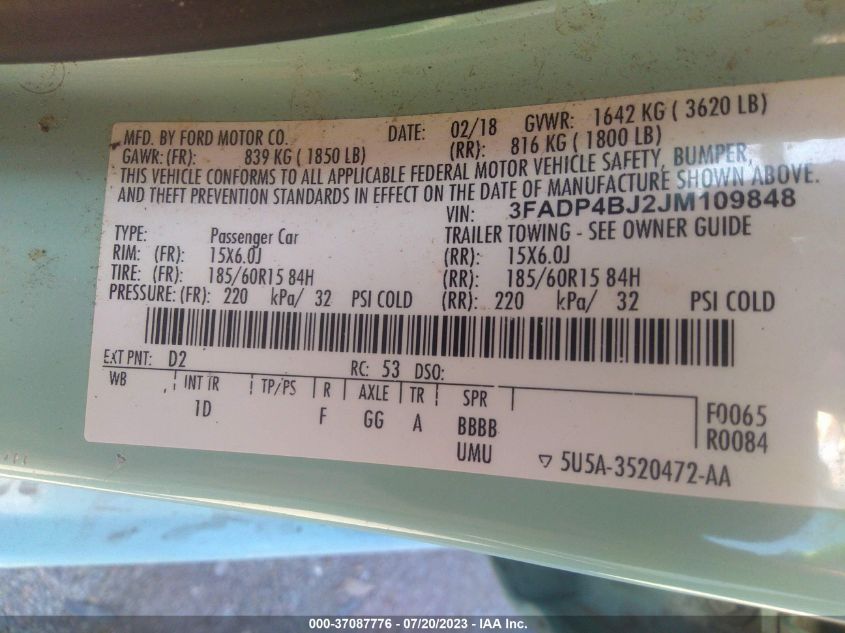 MFD. BY FORD MOTOR CO. DATE: 02/18 GVWR: 1642 KG ( 3620 LB)
GAWR: (FR): 839 KG ( 1850 LB) (RR): 816 KG ( 1800 LB)
THIS VEHICLE CONFORMS TO ALL APPLICABLE FEDERAL MOTOR VEHICLE SAFETY, BUMPER,
AND THEFT PREVENTION STANDARDS IN EFFECT ON THE DATE OF MANUFACTURE SHOWN ABOVE.
VIN: 3FADP4BJ2JM109848
TYPE: Passenger Car TRAILER TOWING - SEE OWNER GUIDE
RIM: (FR): 15X6.0J (RR): 15X6.0J
TIRE: (FR): 185/60R15 84H (RR): 185/60R15 84H
PRESSURE: (FR): 220 kPa/ 32 PSI COLD (RR): 220 kPa/ 32 PSI COLD
EXT PNT: D2 RC: 53 DSO:
WB INT TR TP/PS R AXLE TR SPR
1D F GG A BBBB F0065
UMU R0084
5U5A-3520472-AA
000-37087776 - 07/20/2023 - IAA Inc.